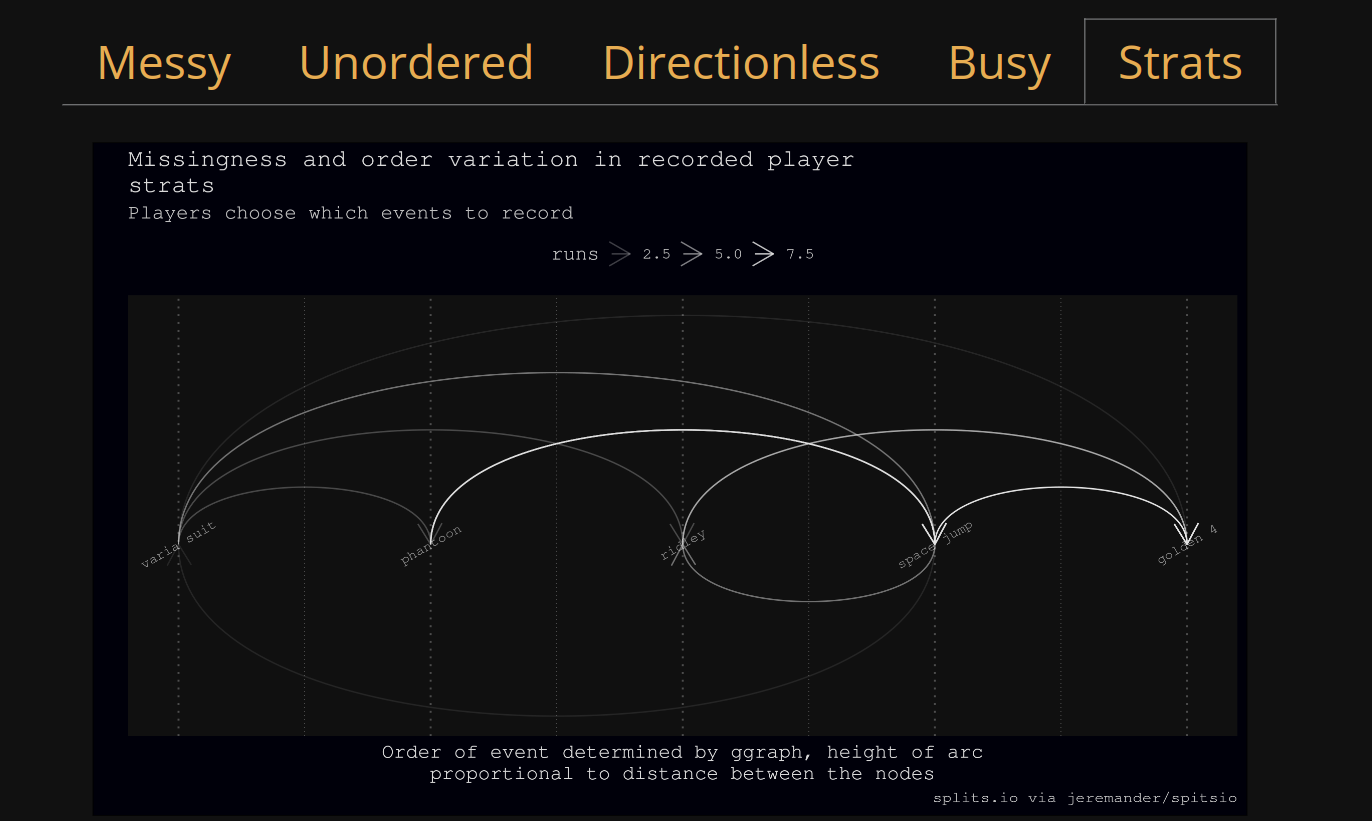 Messy Unordered Directionless Busy Strats
Missingness and order variation in recorded player
strats
Players choose which events to record
runs 2.5 5.0 7.5
varia suit phantoon ridley space jump golden 4
Order of event determined by ggraph, height of arc
proportional to distance between the nodes
splits.io via jeremander/spitsio